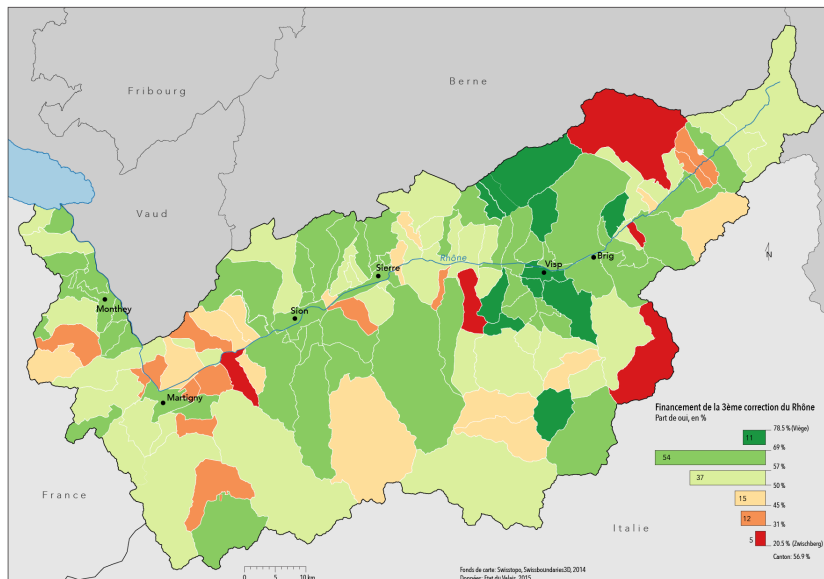 Fribourg
Berne
Vaud
Rhône
Sierre
Visp
Brig
N
Monthey
Sion
Martigny
France
Italie
Financement de la 3ème correction du Rhône
Part de oui, en %
78.5 % (Viège)
11
69 %
54
57 %
37
50 %
15
45 %
12
31 %
5
20.5 % (Zwischberg)
Canton: 56.9 %
0 5 10 km
Fonds de carte: Swisstopo, Swissboundaries3D, 2014
Données: Etat du Valais, 2015